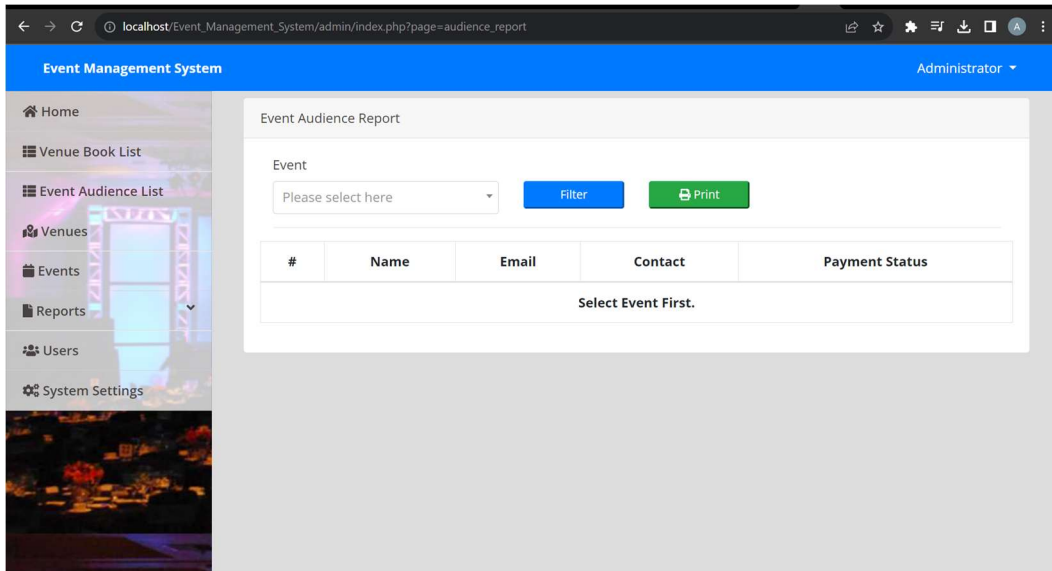 localhost/Event_Management_System/admin/index.php?page=audience_report
A
Event Management System
Administrator
Home
Venue Book List
Event Audience List
Venues
Events
Reports
Users
System Settings
Event Audience Report
Event
Please select here
Filter
Print
# Name Email Contact Payment Status
Select Event First.